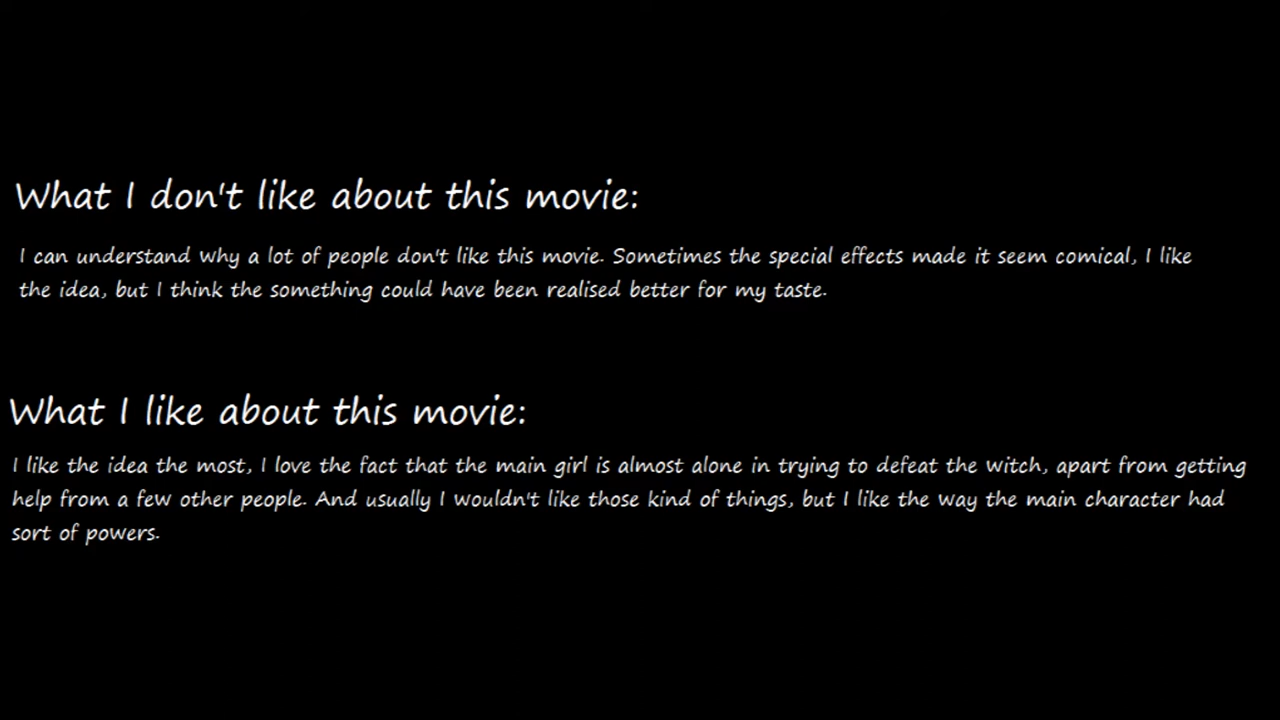 What I don't like about this movie:
I can understand why a lot of people don't like this movie. Sometimes the special effects made it seem comical, I like
the idea, but I think the something could have been realised better for my taste.
What I like about this movie:
I like the idea the most, I love the fact that the main girl is almost alone in trying to defeat the witch, apart from getting
help from a few other people. And usually I wouldn't like those kind of things, but I like the way the main character had
sort of powers.